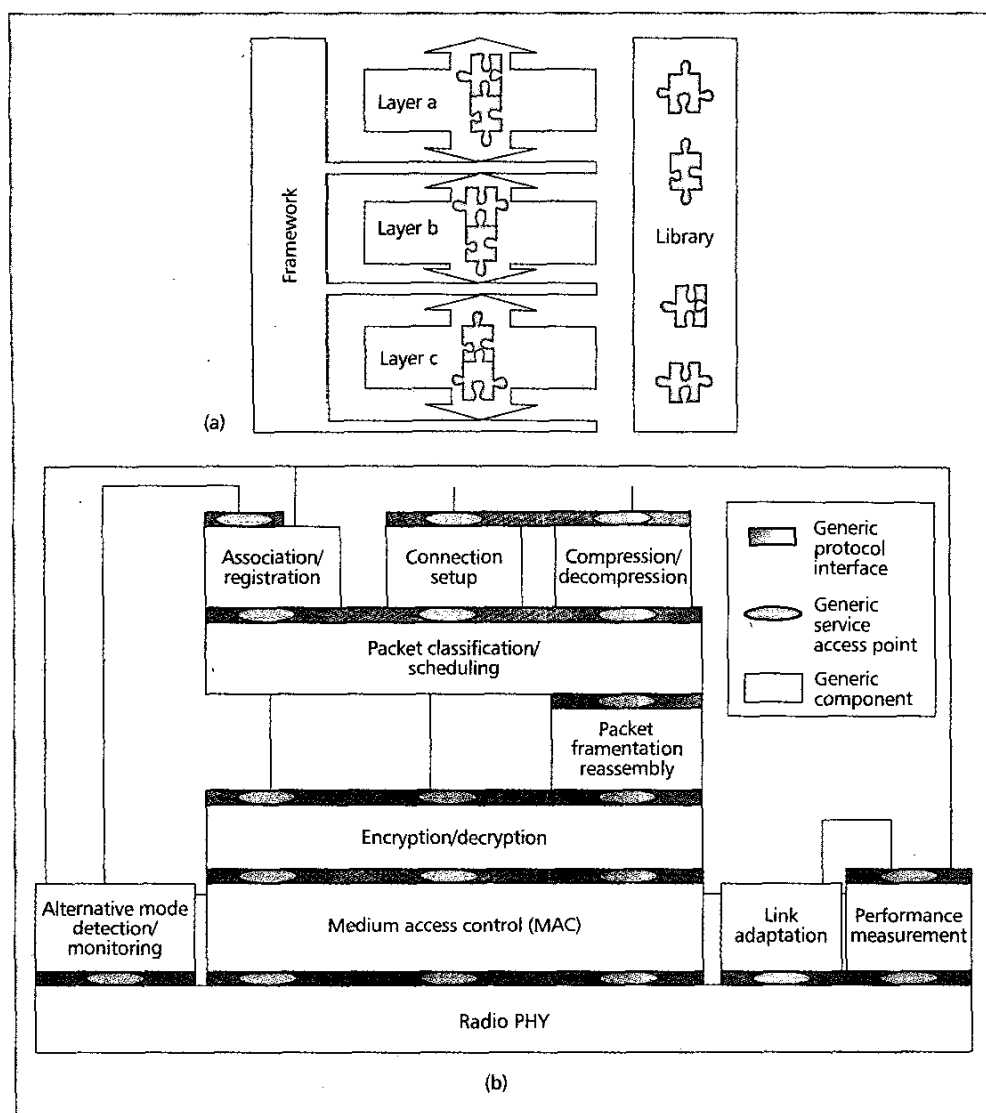 Framework
Layer a
Layer b
Layer c
Library
(a)
Association/
registration
Connection
setup
Compression/
decompression
Generic
protocol
interface
Generic
service
access point
Generic
component
Packet classification/
scheduling
Packet
framentation
reassembly
Encryption/decryption
Alternative mode
detection/
monitoring
Medium access control (MAC)
Link
adaptation
Performance
measurement
Radio PHY
(b)